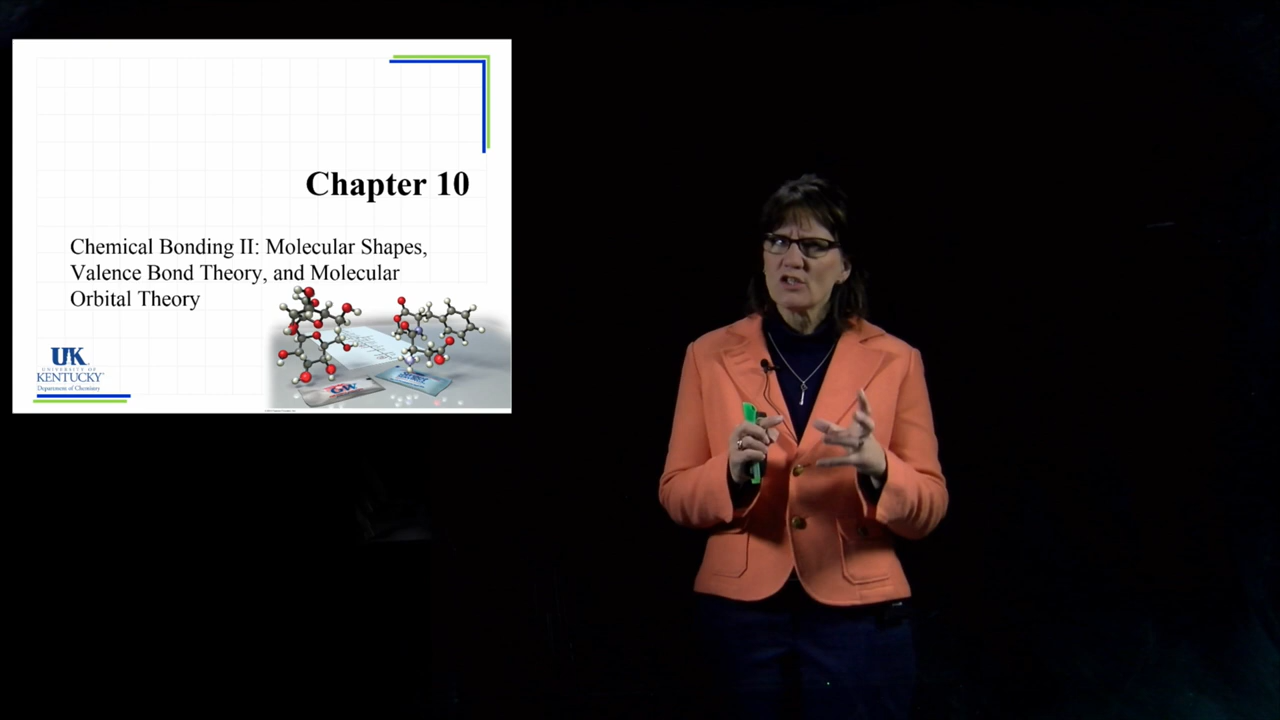 Chapter 10
Chemical Bonding II: Molecular Shapes,
Valence Bond Theory, and Molecular
Orbital Theory
UK
UNIVERSITY OF
KENTUCKY
Department of Chemistry